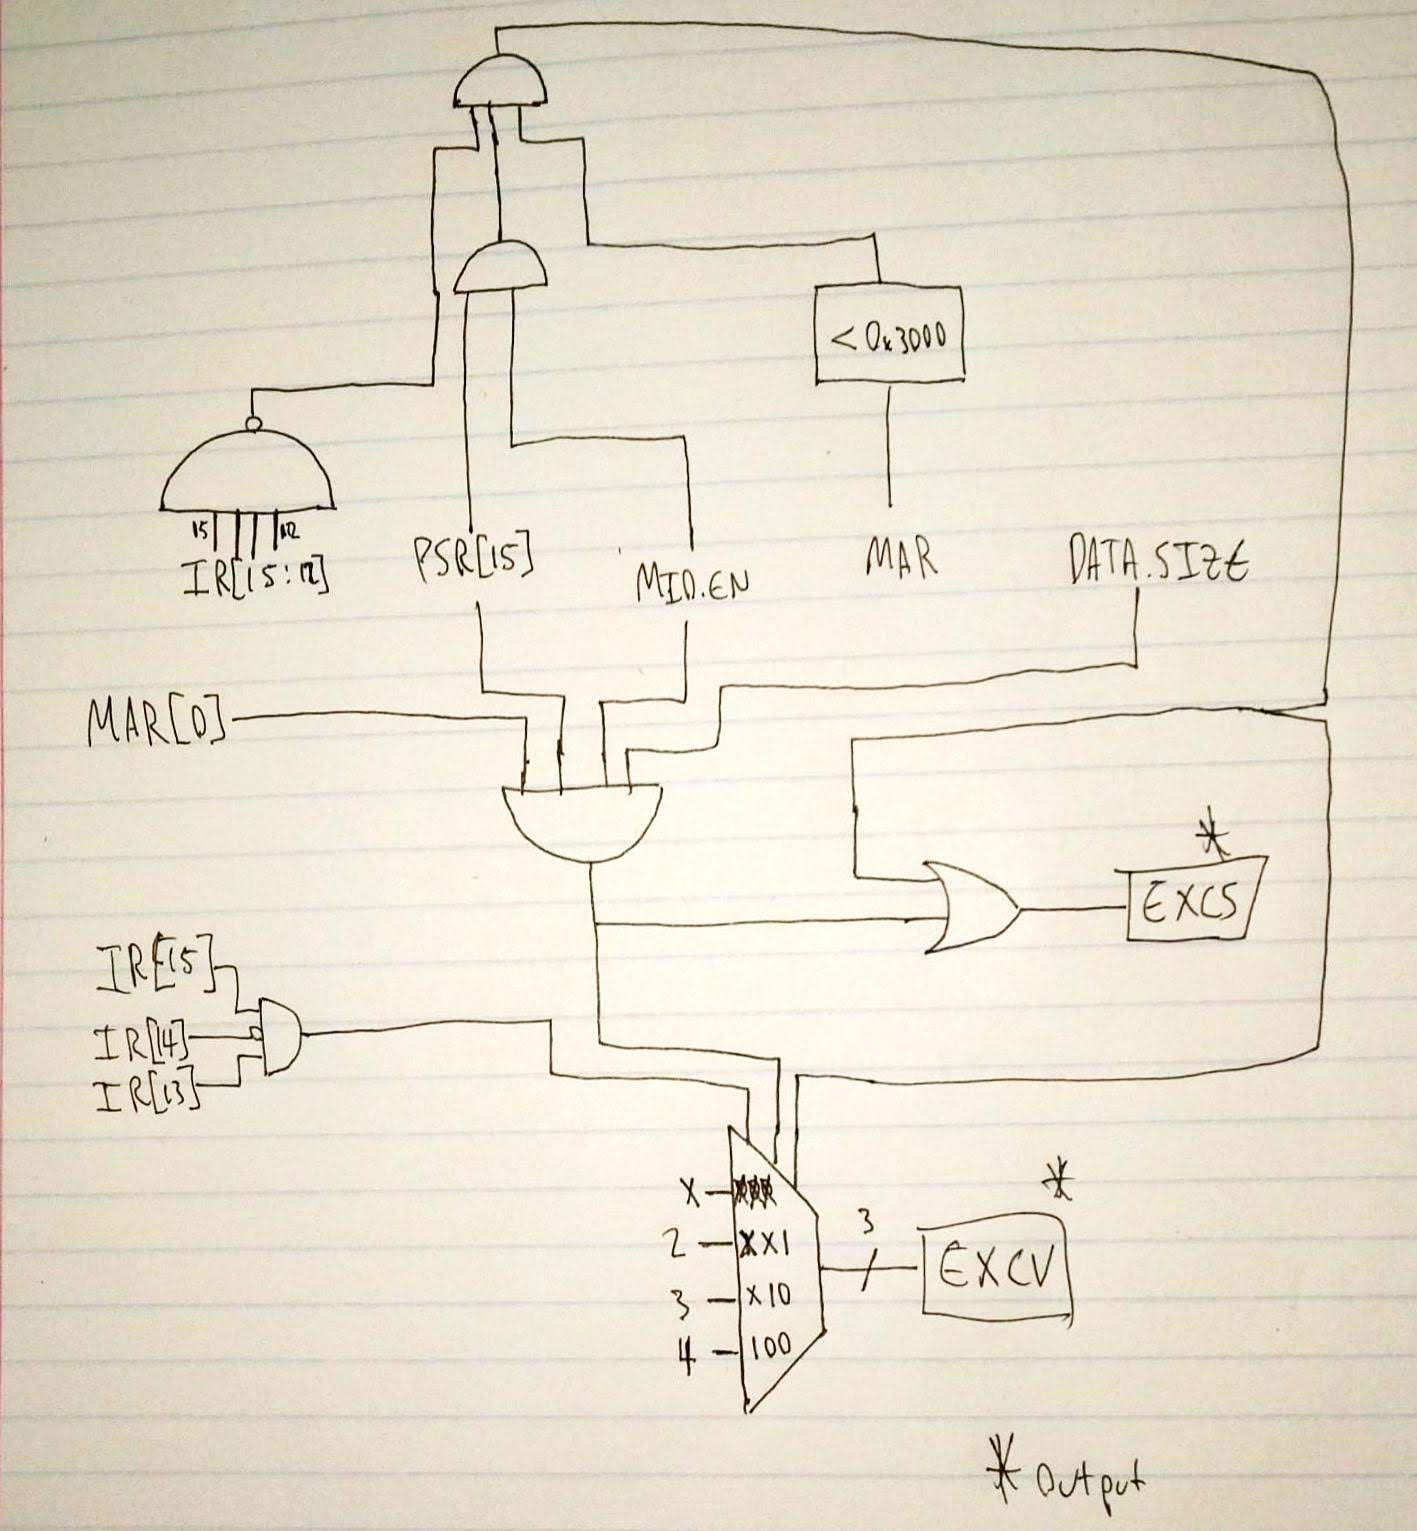 <0x3000
15 12
IR[15:12]
PSR[15]
MIO.EN
MAR
DATA.SIZE
MAR[0]
*
EXCS
IR[15]
IR[14]
IR[13]
*
X
XXX
2
XX1
3
X10
4
100
3
EXCV
* Output